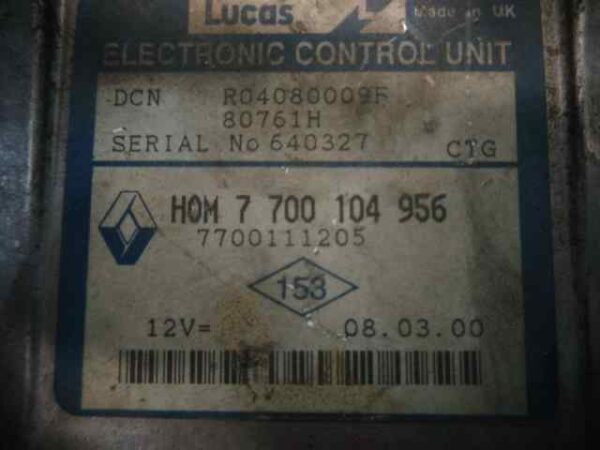 Lucas
Made in UK
ELECTRONIC CONTROL UNIT
DCN R04080009F
80761H
SERIAL No 640327 CTG
HOM 7 700 104 956
7700111205
153
12V= 08.03.00